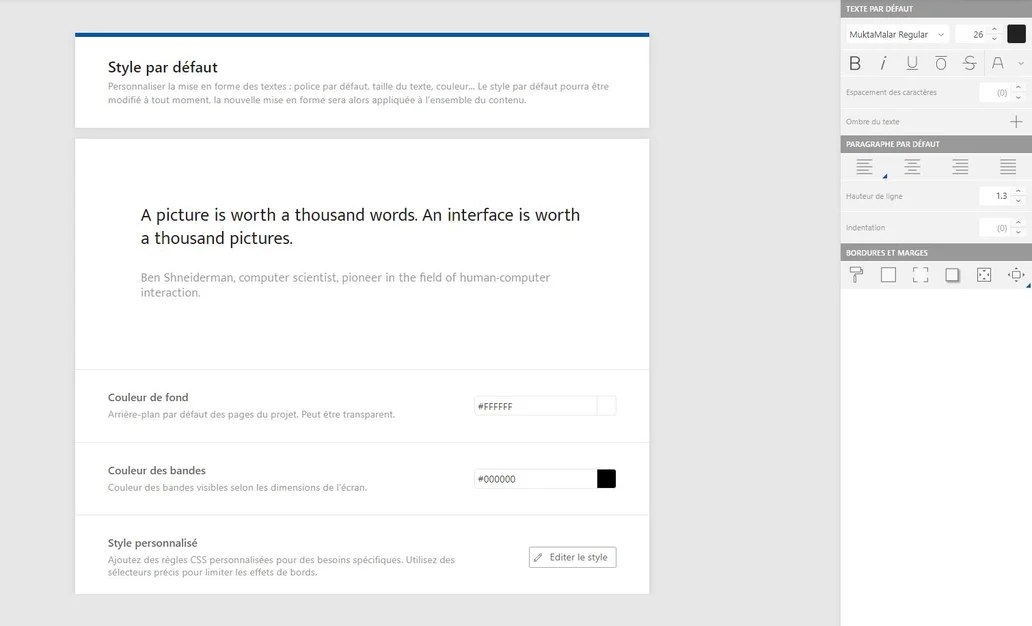 Style par défaut
Personnaliser la mise en forme des textes : police par défaut, taille du texte, couleur... Le style par défaut pourra être
modifié à tout moment, la nouvelle mise en forme sera alors appliquée à l'ensemble du contenu.
A picture is worth a thousand words. An interface is worth
a thousand pictures.
Ben Shneiderman, computer scientist, pioneer in the field of human-computer
interaction.
Couleur de fond
Arrière-plan par défaut des pages du projet. Peut être transparent.
#FFFFFF
Couleur des bandes
Couleur des bandes visibles selon les dimensions de l'écran.
#000000
Style personnalisé
Ajoutez des règles CSS personnalisées pour des besoins spécifiques. Utilisez des
sélecteurs précis pour limiter les effets de bords.
Editer le style
TEXTE PAR DÉFAUT
MuktaMalar Regular 26
B i U O S A
Espacement des caractères (0)
Ombre du texte
PARAGRAPHE PAR DÉFAUT
Hauteur de ligne 1.3
Indentation (0)
BORDURES ET MARGES